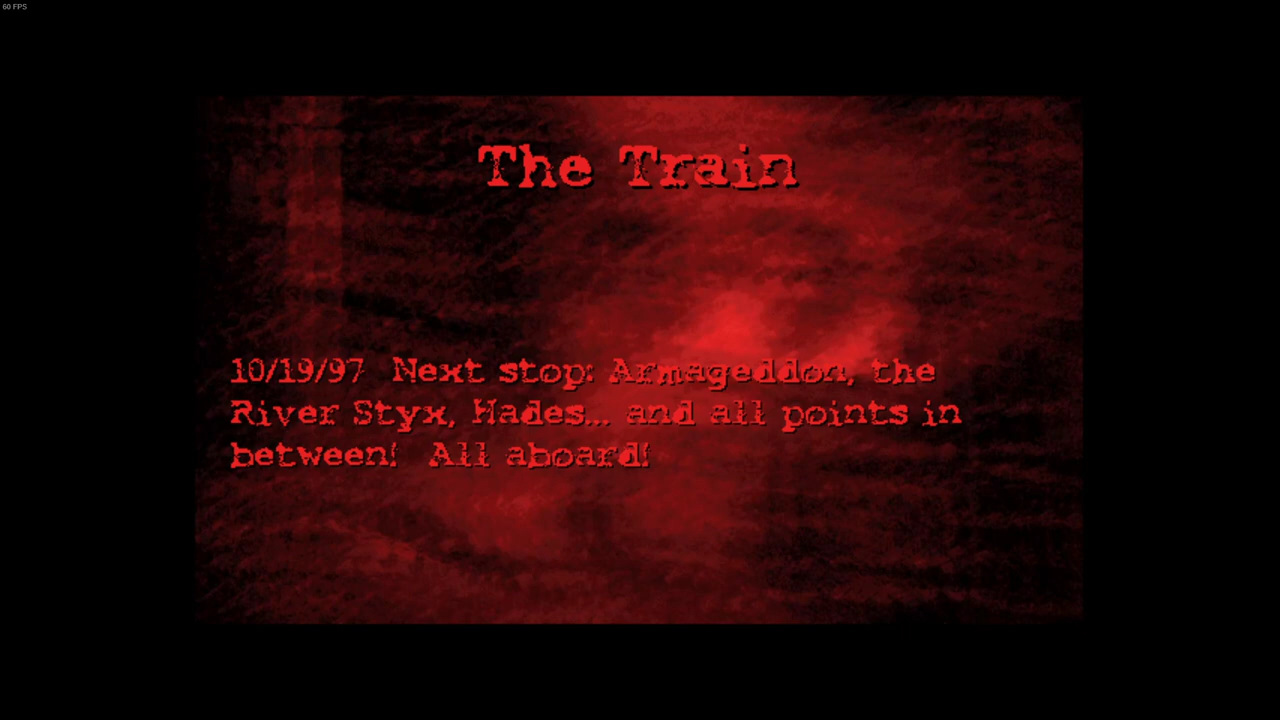 60 FPS
The Train
10/19/97 Next stop: Armageddon, the
River Styx, Hades... and all points in
between! All aboard!